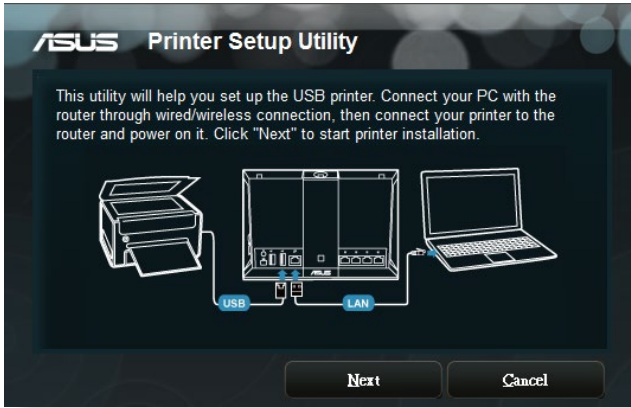 ASUS Printer Setup Utility
This utility will help you set up the USB printer. Connect your PC with the
router through wired/wireless connection, then connect your printer to the
router and power on it. Click "Next" to start printer installation.
ASUS
USB
LAN
Next
Cancel